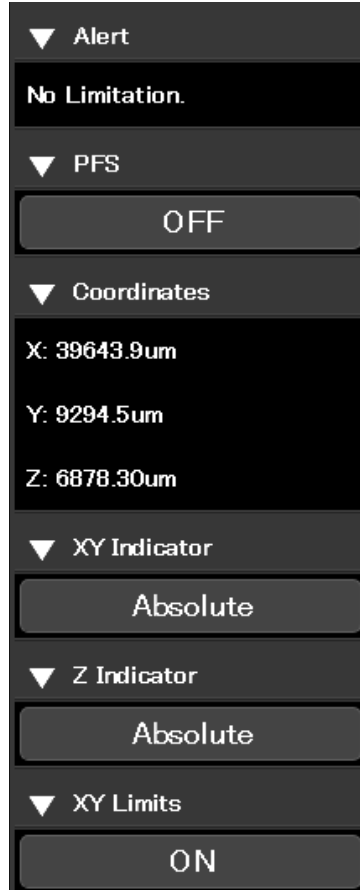 Alert
No Limitation.
PFS
OFF
Coordinates
X: 39643.9um
Y: 9294.5um
Z: 6878.30um
XY Indicator
Absolute
Z Indicator
Absolute
XY Limits
ON